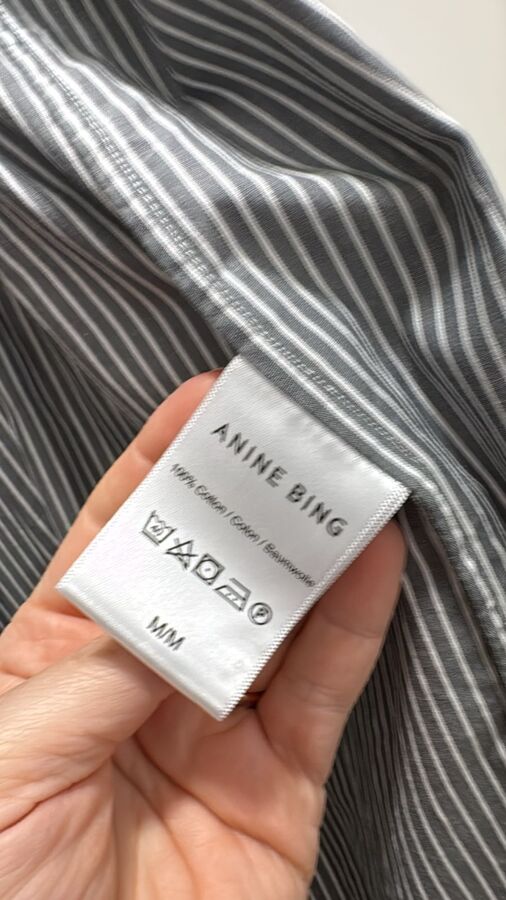 ANINE BING
100% Cotton / Coton / Baumwolle
P
M/M